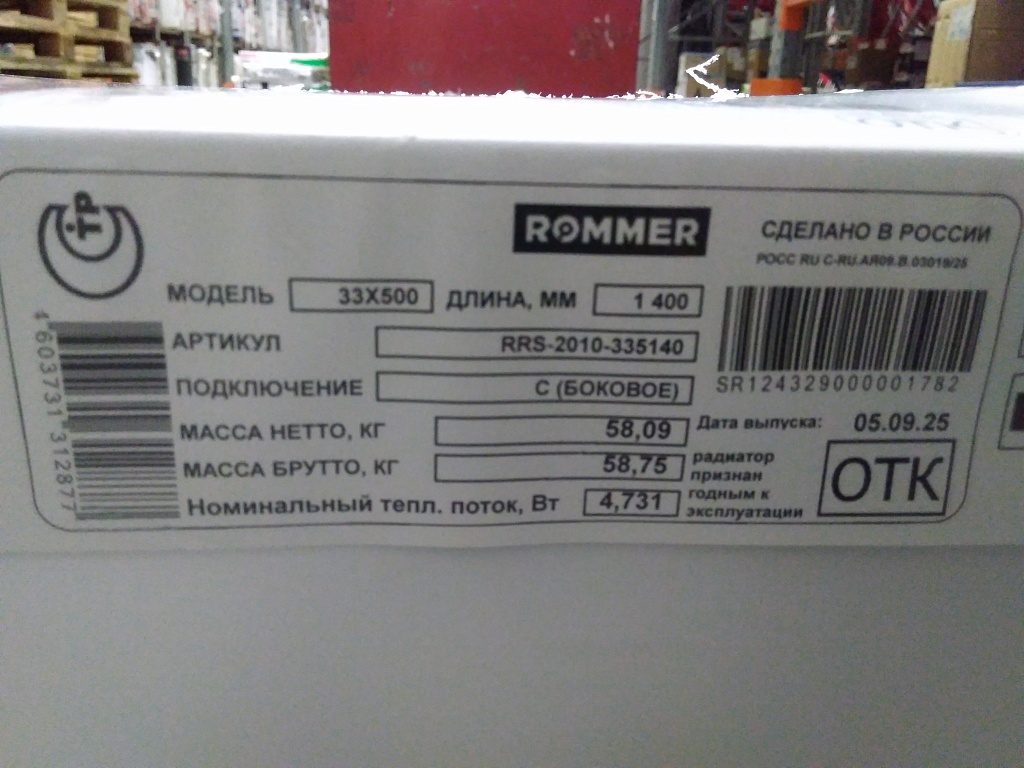 ТР
ROMMER
СДЕЛАНО В РОССИИ
РОСС RU С-RU.АЯ09.В.03019/25
МОДЕЛЬ 33X500 ДЛИНА, ММ 1 400
АРТИКУЛ RRS-2010-335140
SR124329000001782
ПОДКЛЮЧЕНИЕ С (БОКОВОЕ)
МАССА НЕТТО, КГ 58,09
Дата выпуска: 05.09.25
МАССА БРУТТО, КГ 58,75
радиатор
признан
годным к
эксплуатации
ОТК
Номинальный тепл. поток, Вт 4,731
4 603731 312877